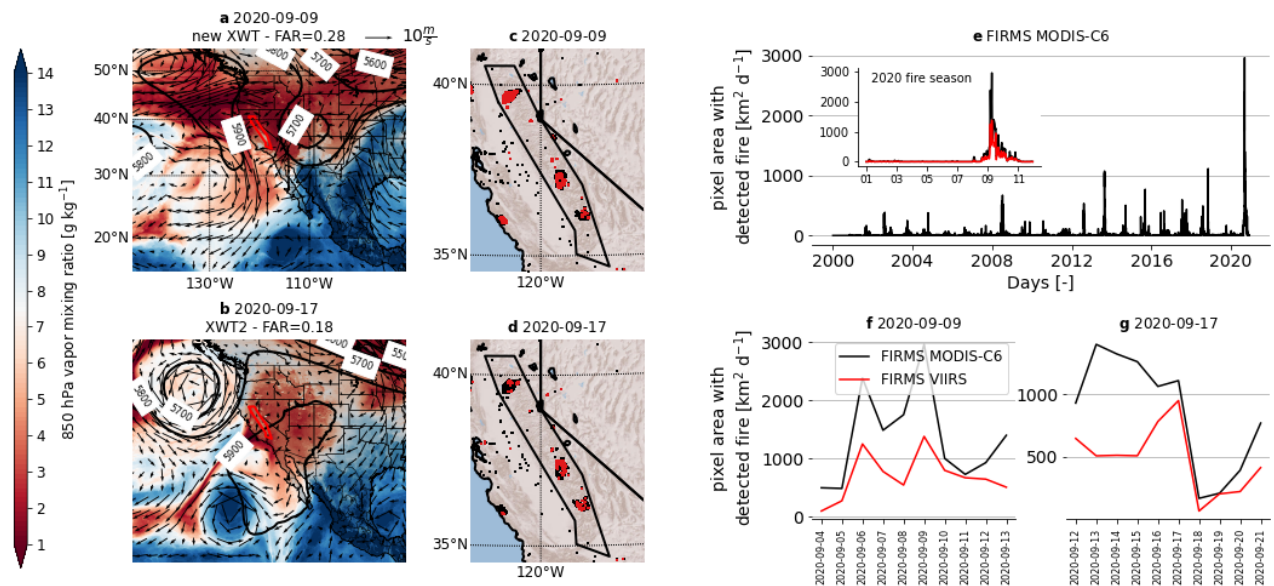 a 2020-09-09
new XWT - FAR=0.28
10 m/s
50°N
40°N
30°N
20°N
130°W
110°W
5800
5700
5600
5900
5700
5800
14
13
12
11
10
9
8
7
6
5
4
3
2
1
850 hPa vapor mixing ratio [g kg⁻¹]
b 2020-09-17
XWT2 - FAR=0.18
5800
5700
5900
5700
c 2020-09-09
40°N
35°N
120°W
d 2020-09-17
40°N
35°N
120°W
e FIRMS MODIS-C6
pixel area with
detected fire [km² d⁻¹]
3000
2000
1000
0
2000
2004
2008
2012
2016
2020
Days [-]
2020 fire season
3000
2000
1000
0
01
03
05
07
09
11
f 2020-09-09
pixel area with
detected fire [km² d⁻¹]
FIRMS MODIS-C6
FIRMS VIIRS
3000
2000
1000
0
2020-09-04
2020-09-05
2020-09-06
2020-09-07
2020-09-08
2020-09-09
2020-09-10
2020-09-11
2020-09-12
2020-09-13
g 2020-09-17
1000
500
2020-09-12
2020-09-13
2020-09-14
2020-09-15
2020-09-16
2020-09-17
2020-09-18
2020-09-19
2020-09-20
2020-09-21